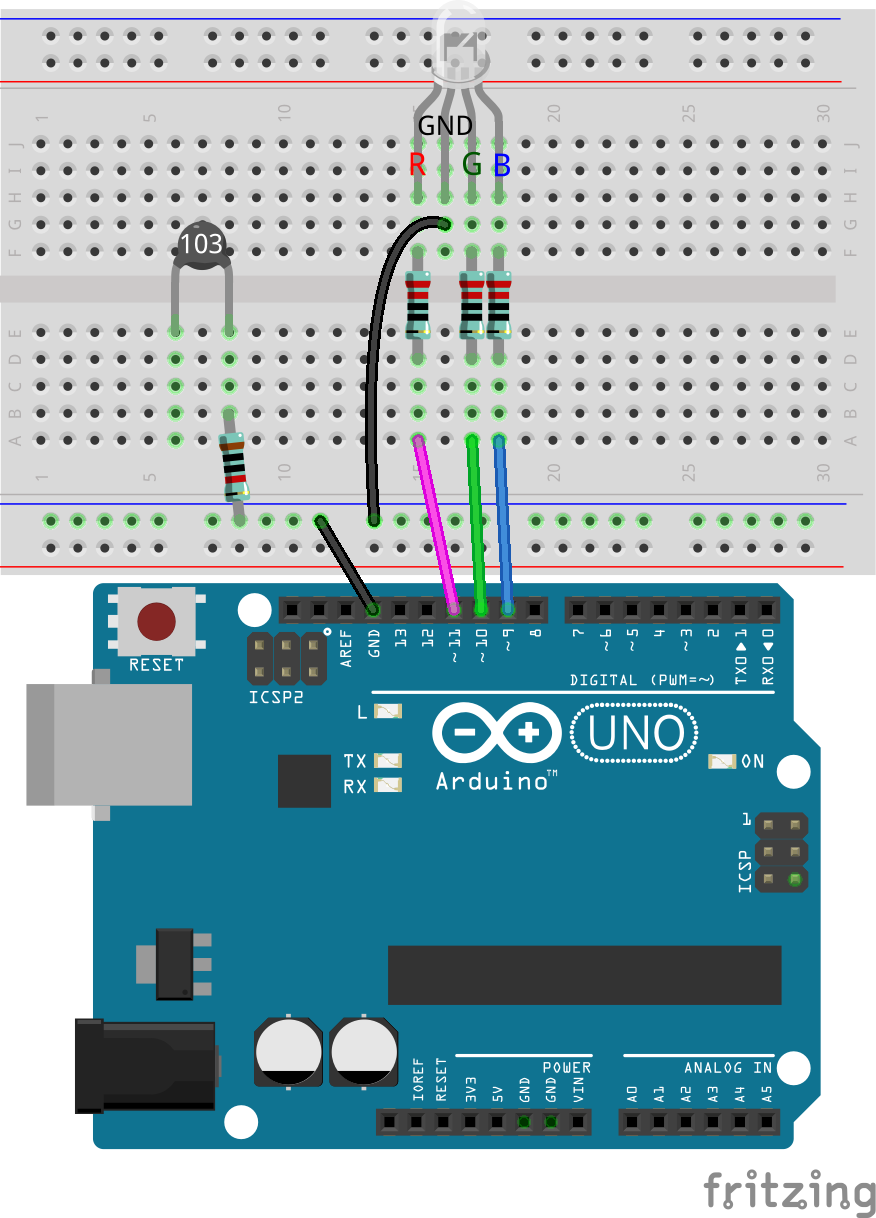 1 5 10 15 20 25 30
GND
R G B
J J
I I
H H
G G
F F
103
E E
D D
C C
B B
A A
1 5 10 15 20 25 30
RESET
ICSP2
AREF GND 13 12 ~11 ~10 ~9 8 7 ~6 ~5 4 ~3 2 TX0▶1 RX0◀0
DIGITAL (PWM=~)
L
TX
RX
UNO
Arduino™
ON
1
ICSP
POWER
ANALOG IN
IOREF RESET 3V3 5V GND GND VIN A0 A1 A2 A3 A4 A5
fritzing